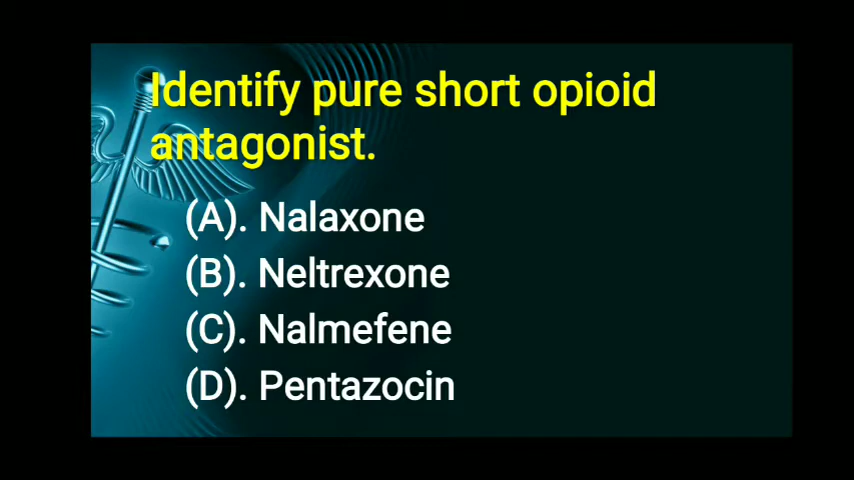 Identify pure short opioid
antagonist.
(A). Nalaxone
(B). Neltrexone
(C). Nalmefene
(D). Pentazocin